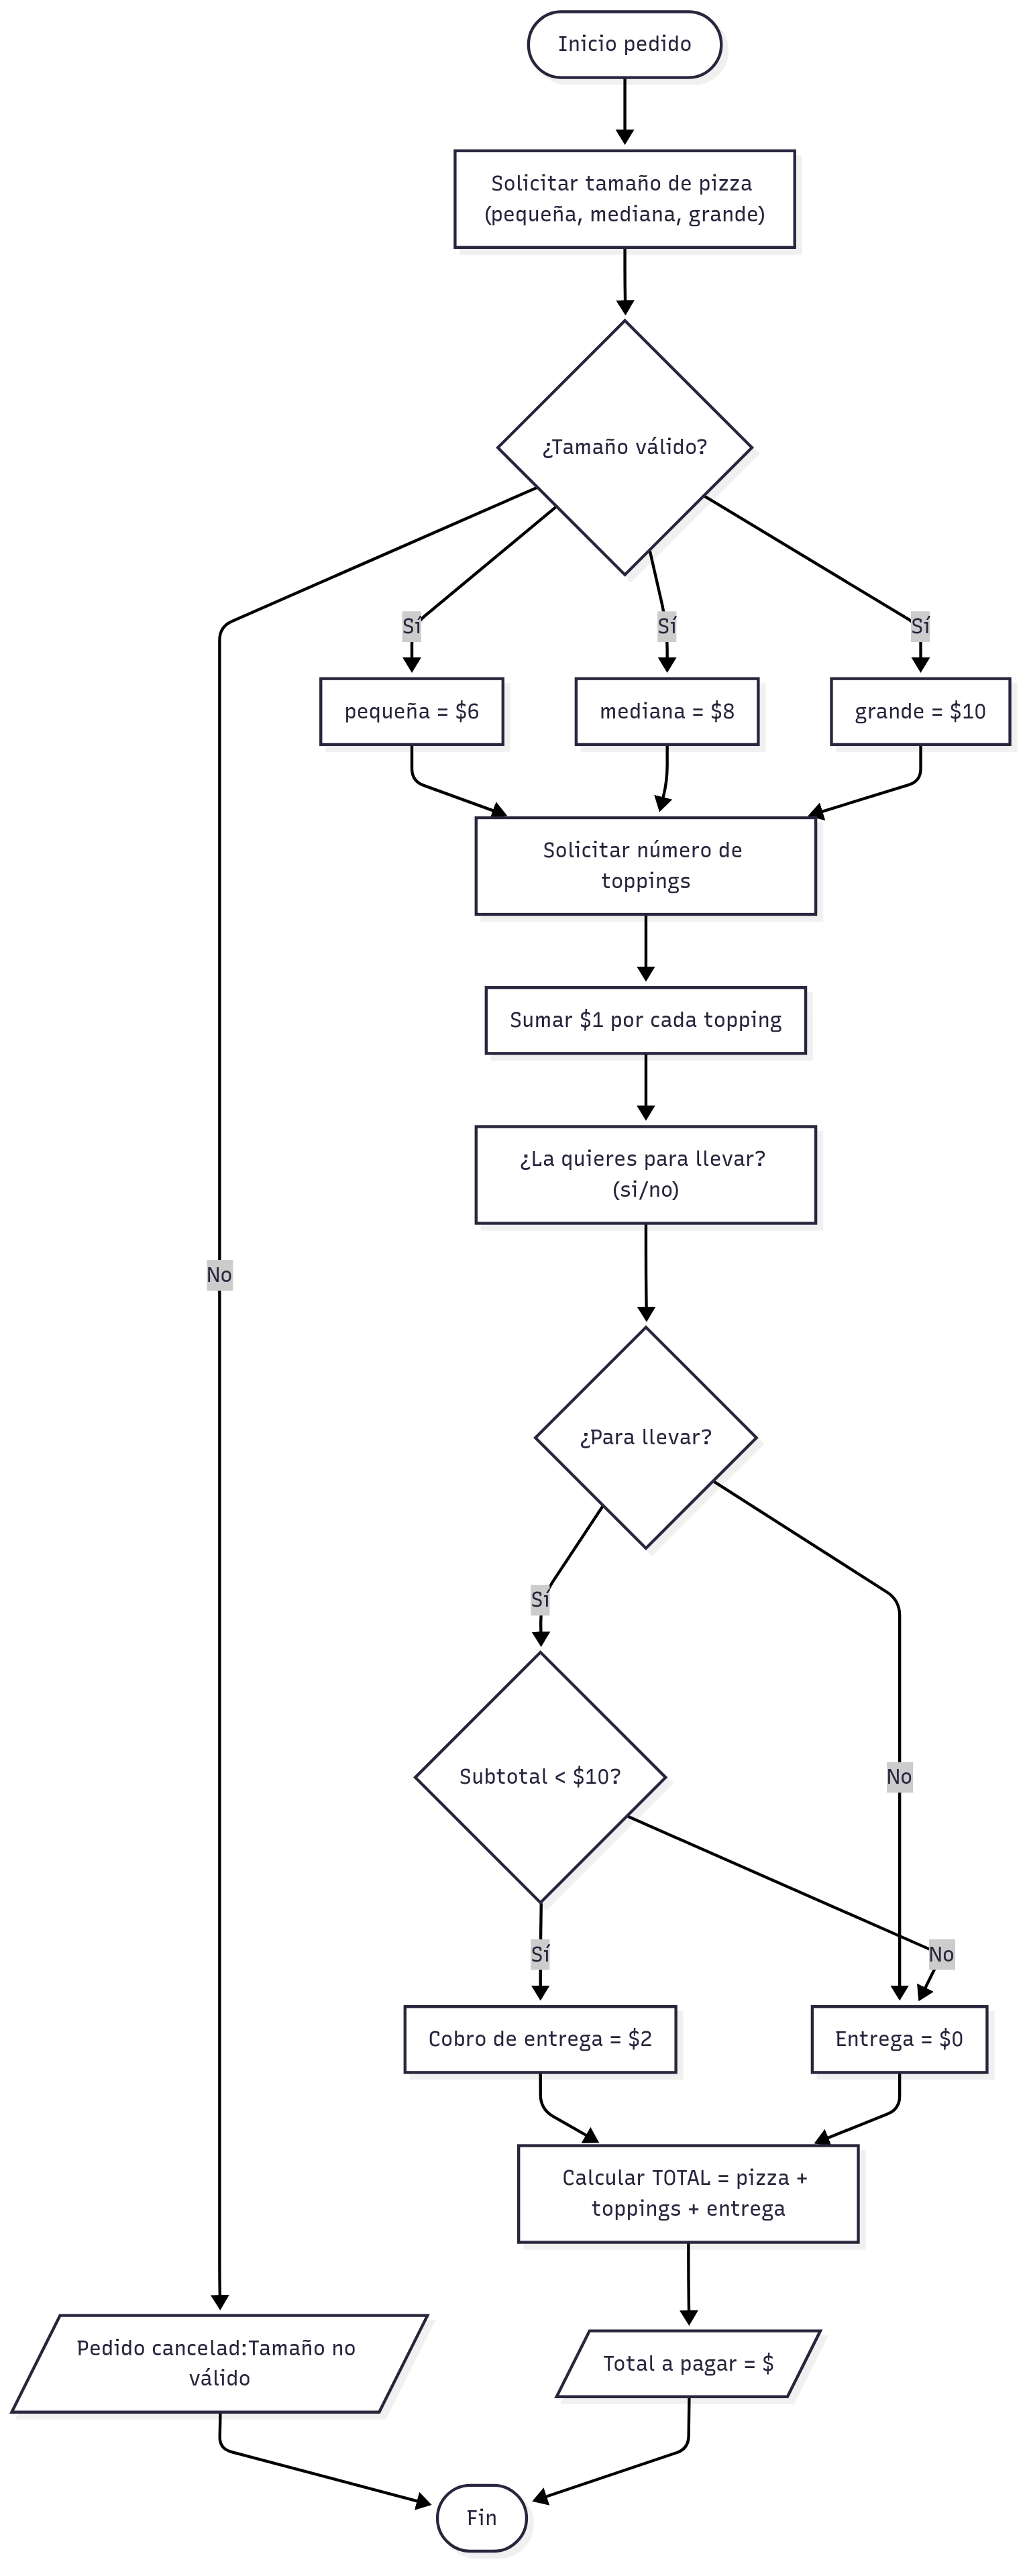 Inicio pedido
Solicitar tamaño de pizza
(pequeña, mediana, grande)
¿Tamaño válido?
Sí
Sí
Sí
pequeña = $6
mediana = $8
grande = $10
Solicitar número de
toppings
Sumar $1 por cada topping
¿La quieres para llevar?
(si/no)
No
¿Para llevar?
Sí
Subtotal < $10?
No
Sí
No
Cobro de entrega = $2
Entrega = $0
Calcular TOTAL = pizza +
toppings + entrega
Pedido cancelad:Tamaño no
válido
Total a pagar = $
Fin